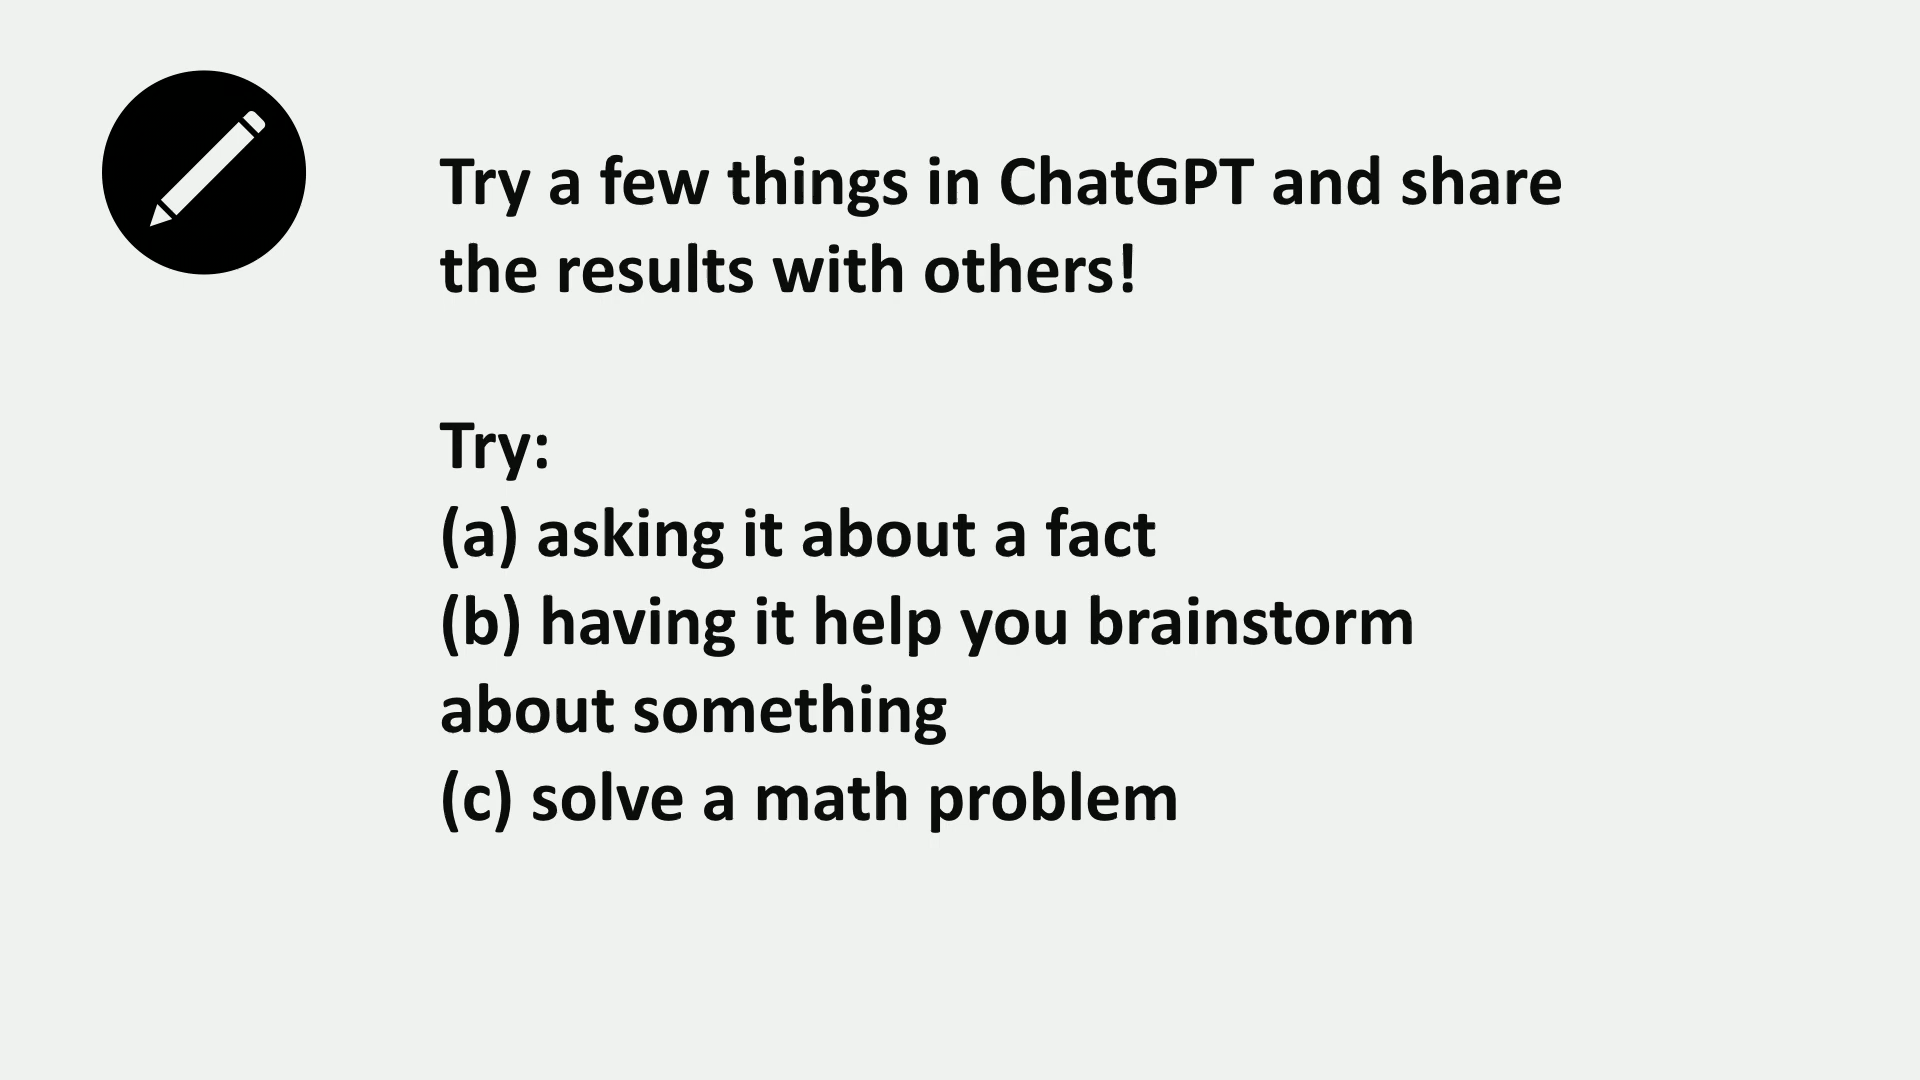 Try a few things in ChatGPT and share
the results with others!
Try:
(a) asking it about a fact
(b) having it help you brainstorm
about something
(c) solve a math problem